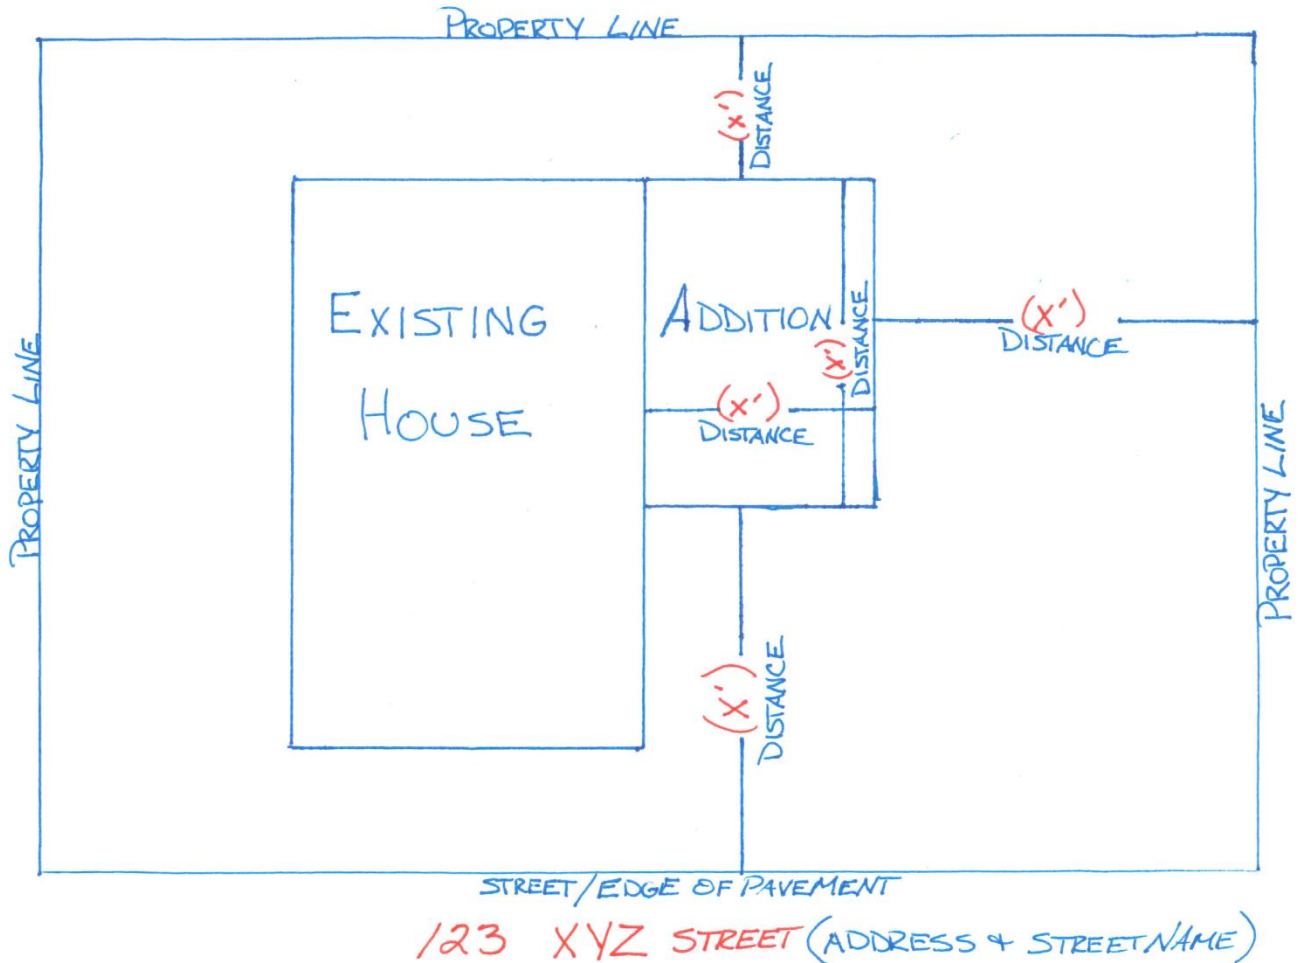 PROPERTY LINE
(X')
DISTANCE
EXISTING
HOUSE
ADDITION
(X')
DISTANCE
(X')
DISTANCE
(X')
DISTANCE
PROPERTY LINE
PROPERTY LINE
(X')
DISTANCE
STREET/EDGE OF PAVEMENT
123 XYZ STREET (ADDRESS & STREET NAME)